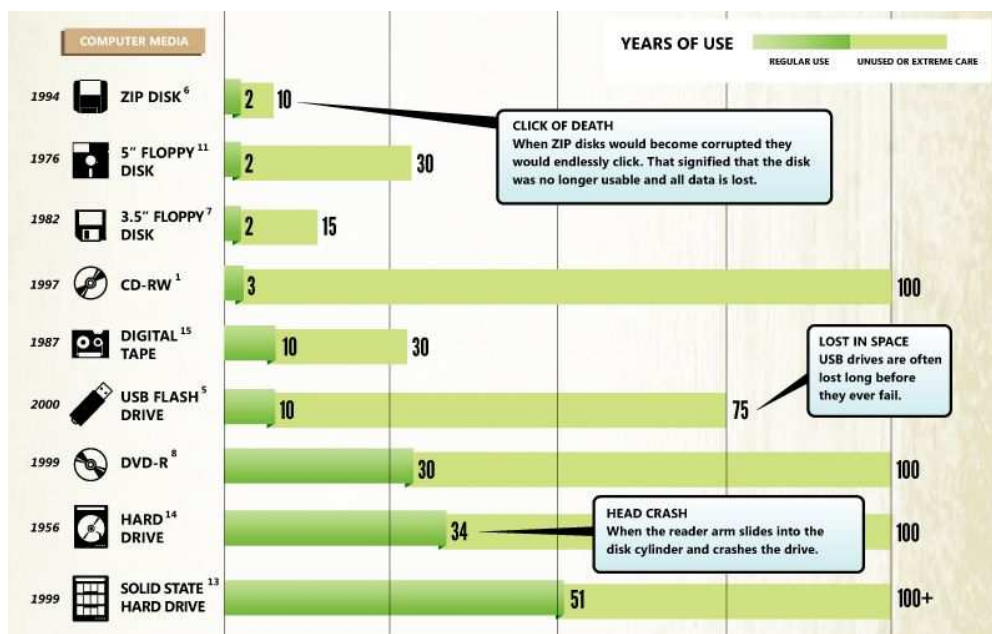 COMPUTER MEDIA
YEARS OF USE
REGULAR USE
UNUSED OR EXTREME CARE
1994
ZIP DISK 6
2
10
CLICK OF DEATH
When ZIP disks would become corrupted they
would endlessly click. That signified that the disk
was no longer usable and all data is lost.
1976
5" FLOPPY 11
DISK
2
30
1982
3.5" FLOPPY 7
DISK
2
15
1997
CD-RW 1
3
100
1987
DIGITAL 15
TAPE
10
30
LOST IN SPACE
USB drives are often
lost long before
they ever fail.
2000
USB FLASH 5
DRIVE
10
75
1999
DVD-R 8
30
100
1956
HARD 14
DRIVE
34
100
HEAD CRASH
When the reader arm slides into the
disk cylinder and crashes the drive.
1999
SOLID STATE 13
HARD DRIVE
51
100+